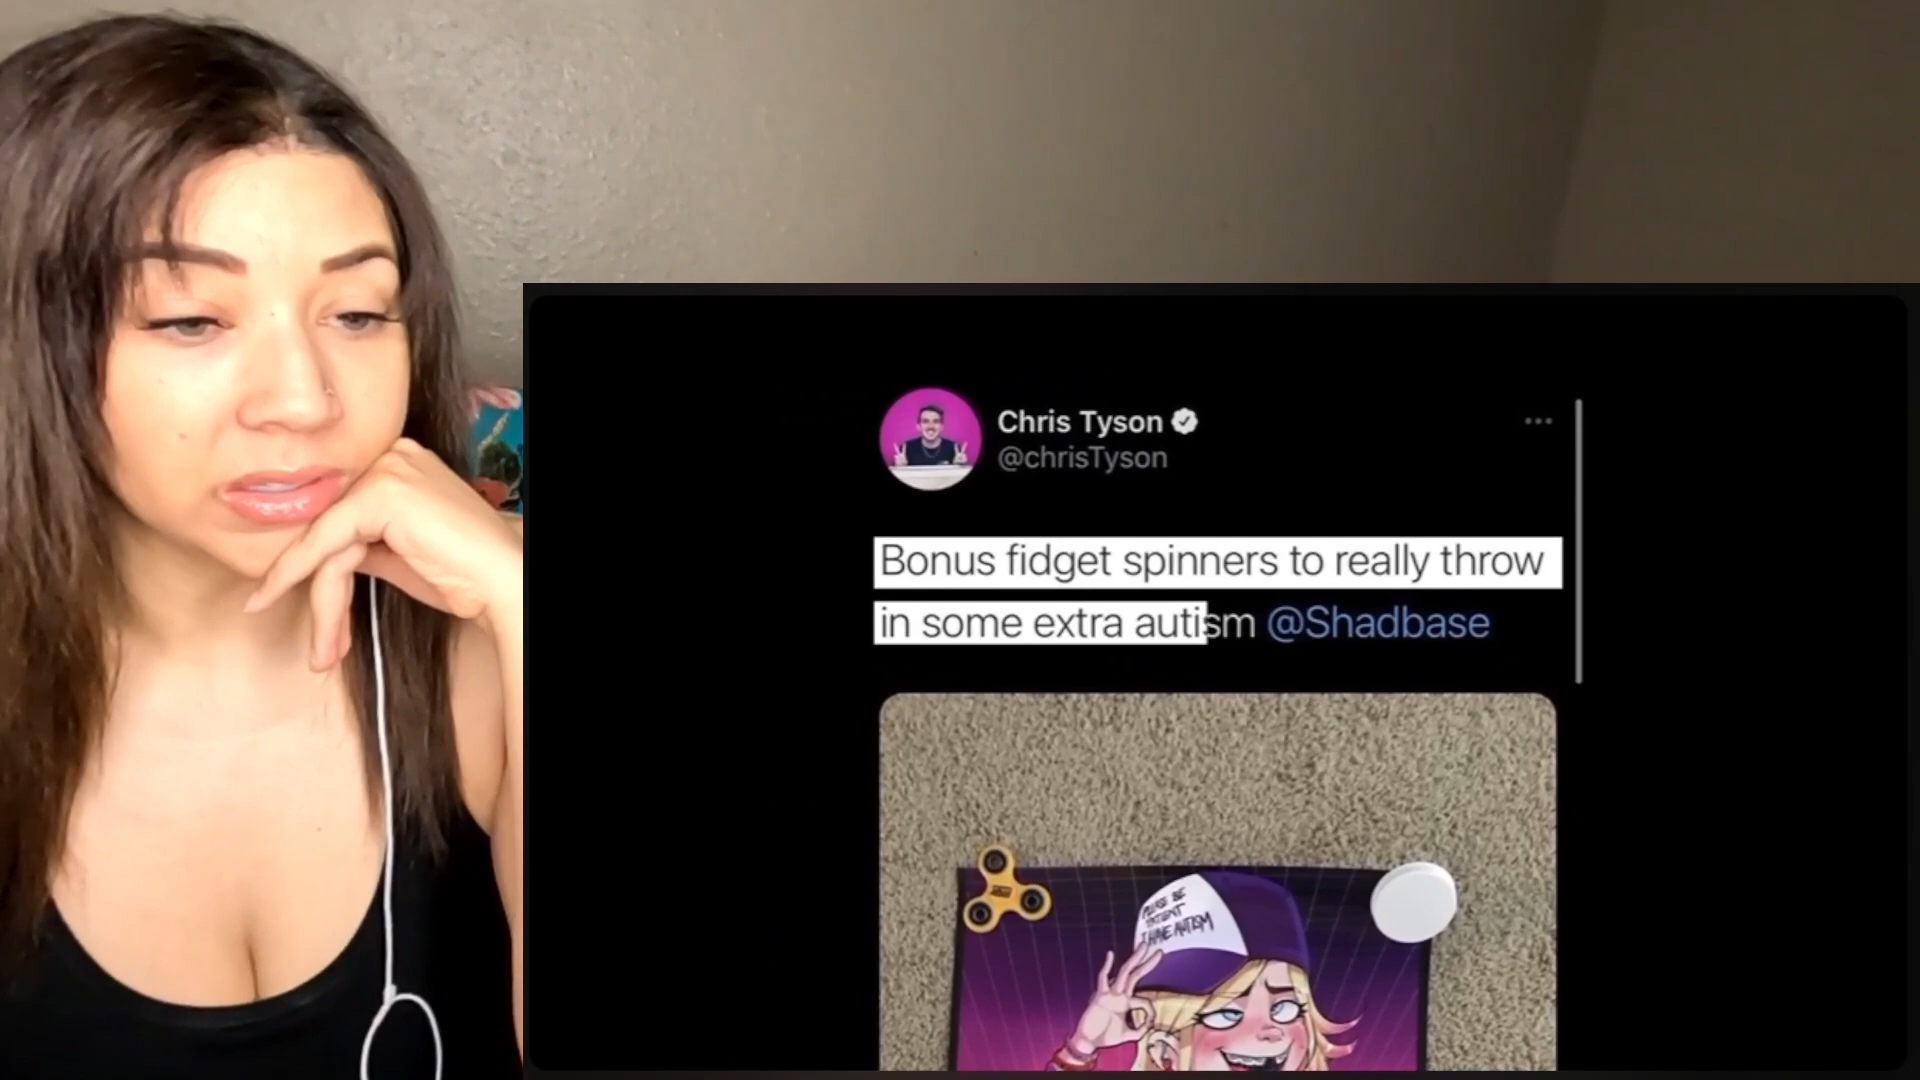 Chris Tyson
@chrisTyson
Bonus fidget spinners to really throw
in some extra autism @Shadbase
PLEASE BE
PATIENT
I HAVE AUTISM